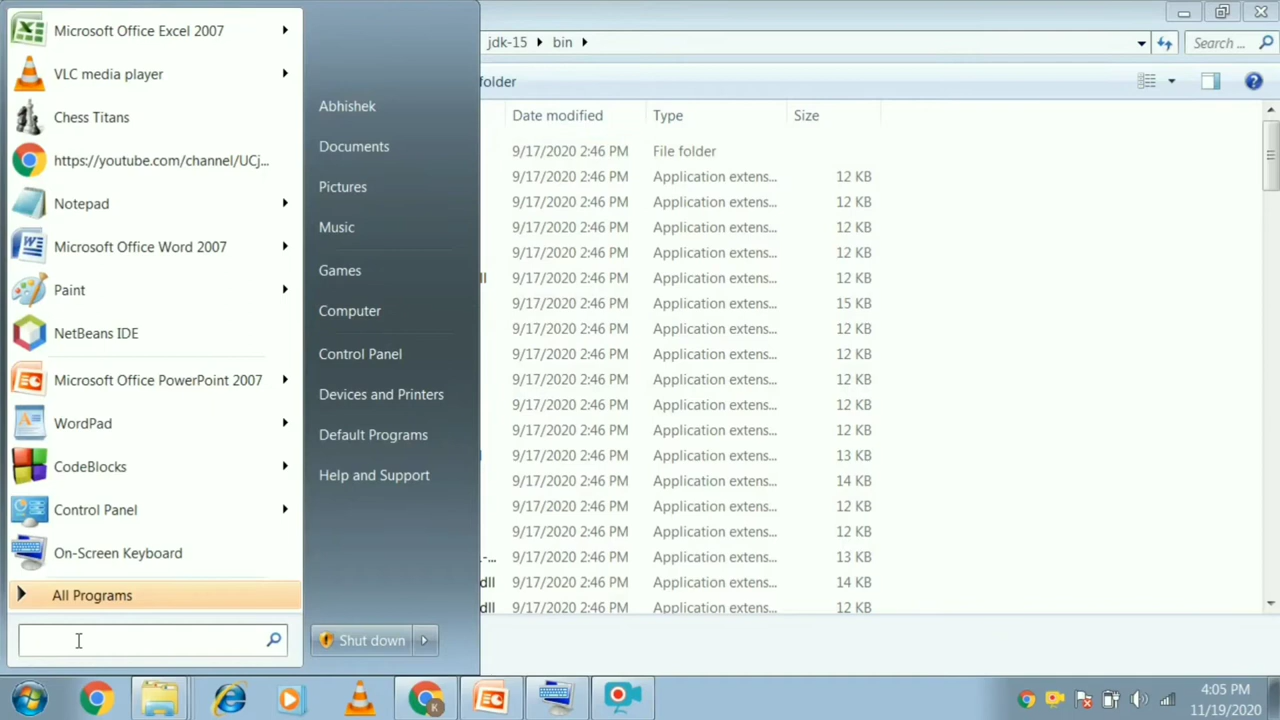 Microsoft Office Excel 2007
VLC media player
Chess Titans
https://youtube.com/channel/UCj...
Notepad
Microsoft Office Word 2007
Paint
NetBeans IDE
Microsoft Office PowerPoint 2007
WordPad
CodeBlocks
Control Panel
On-Screen Keyboard
All Programs
Abhishek
Documents
Pictures
Music
Games
Computer
Control Panel
Devices and Printers
Default Programs
Help and Support
Shut down
jdk-15 bin
Search ...
folder
Date modified Type Size
9/17/2020 2:46 PM File folder
9/17/2020 2:46 PM Application extens... 12 KB
9/17/2020 2:46 PM Application extens... 12 KB
9/17/2020 2:46 PM Application extens... 12 KB
9/17/2020 2:46 PM Application extens... 12 KB
9/17/2020 2:46 PM Application extens... 12 KB
9/17/2020 2:46 PM Application extens... 15 KB
9/17/2020 2:46 PM Application extens... 12 KB
9/17/2020 2:46 PM Application extens... 12 KB
9/17/2020 2:46 PM Application extens... 12 KB
9/17/2020 2:46 PM Application extens... 12 KB
9/17/2020 2:46 PM Application extens... 12 KB
9/17/2020 2:46 PM Application extens... 13 KB
9/17/2020 2:46 PM Application extens... 14 KB
9/17/2020 2:46 PM Application extens... 12 KB
9/17/2020 2:46 PM Application extens... 12 KB
9/17/2020 2:46 PM Application extens... 13 KB
dll 9/17/2020 2:46 PM Application extens... 14 KB
dll 9/17/2020 2:46 PM Application extens... 12 KB
4:05 PM
11/19/2020